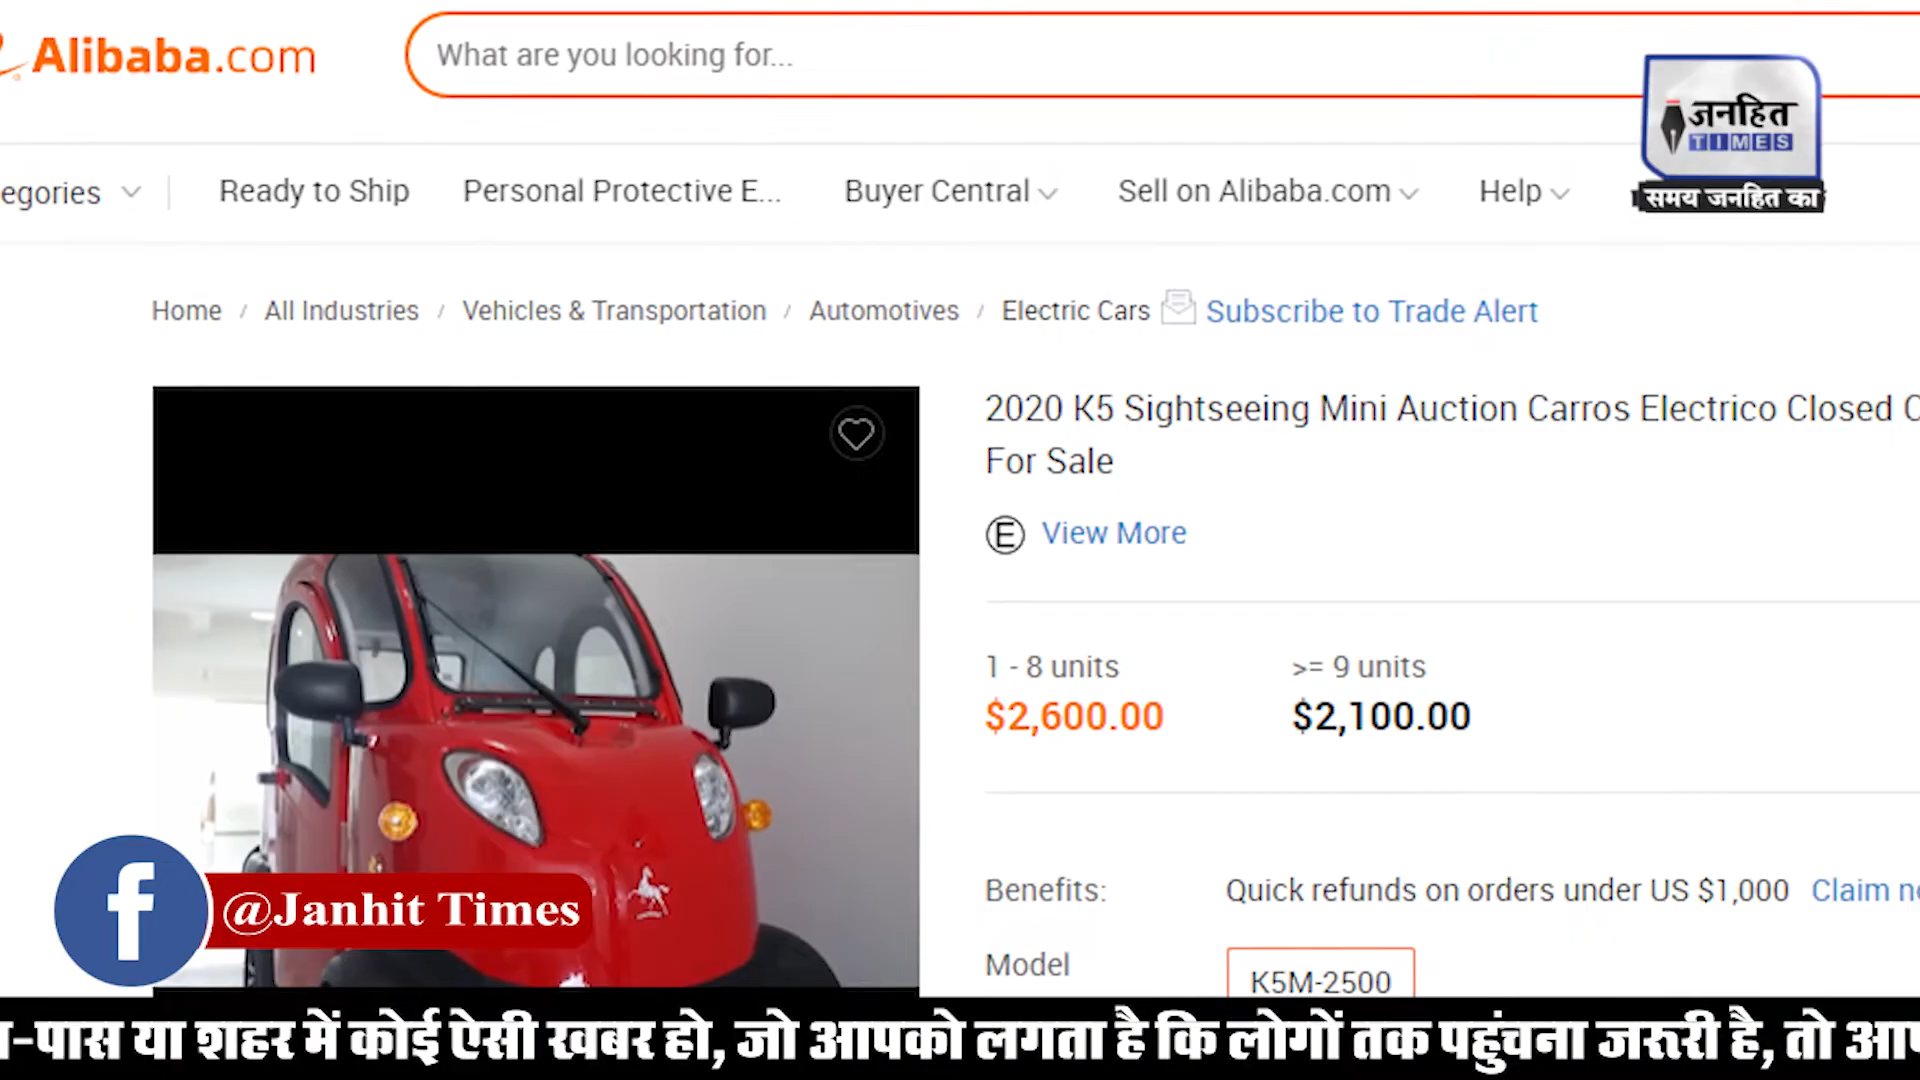 Alibaba.com
What are you looking for...
जनहित
TIMES
समय जनहित का
Ready to Ship
Personal Protective E...
Buyer Central
Sell on Alibaba.com
Help
Home / All Industries / Vehicles & Transportation / Automotives / Electric Cars
Subscribe to Trade Alert
2020 K5 Sightseeing Mini Auction Carros Electrico Closed
For Sale
E View More
1 - 8 units
>= 9 units
$2,600.00
$2,100.00
Benefits:
Quick refunds on orders under US $1,000
Claim
Model
K5M-2500
f @Janhit Times
-पास या शहर में कोई ऐसी खबर हो, जो आपको लगता है कि लोगों तक पहुंचना जरूरी है, तो